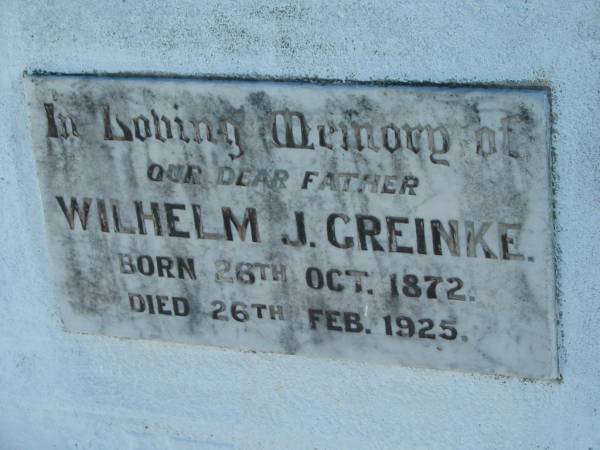 In Loving Memory of
OUR DEAR FATHER
WILHELM J. GREINKE.
BORN 26TH OCT. 1872.
DIED 26TH FEB. 1925.